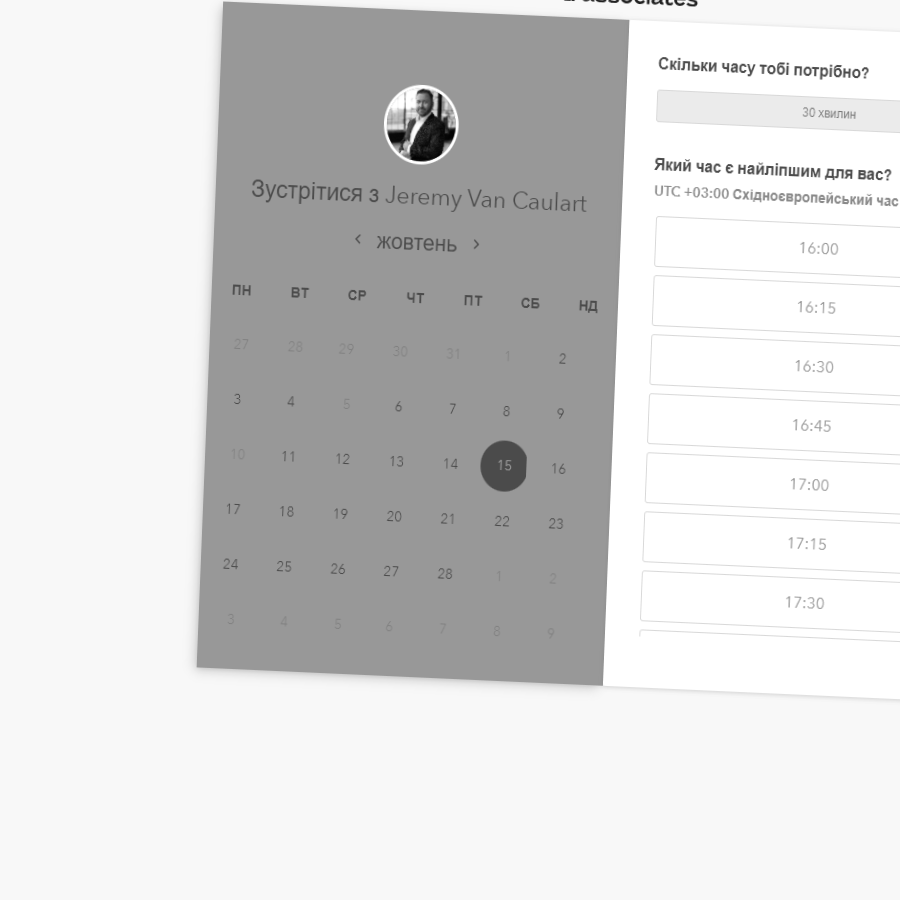 associates
Зустрітися з Jeremy Van Caulart
жовтень
ПН ВТ СР ЧТ ПТ СБ НД
27 28 29 30 31 1 2
3 4 5 6 7 8 9
10 11 12 13 14 15 16
17 18 19 20 21 22 23
24 25 26 27 28 1 2
3 4 5 6 7 8 9
Скільки часу тобі потрібно?
30 хвилин
Який час є найліпшим для вас?
UTC +03:00 Східноєвропейський час
16:00
16:15
16:30
16:45
17:00
17:15
17:30